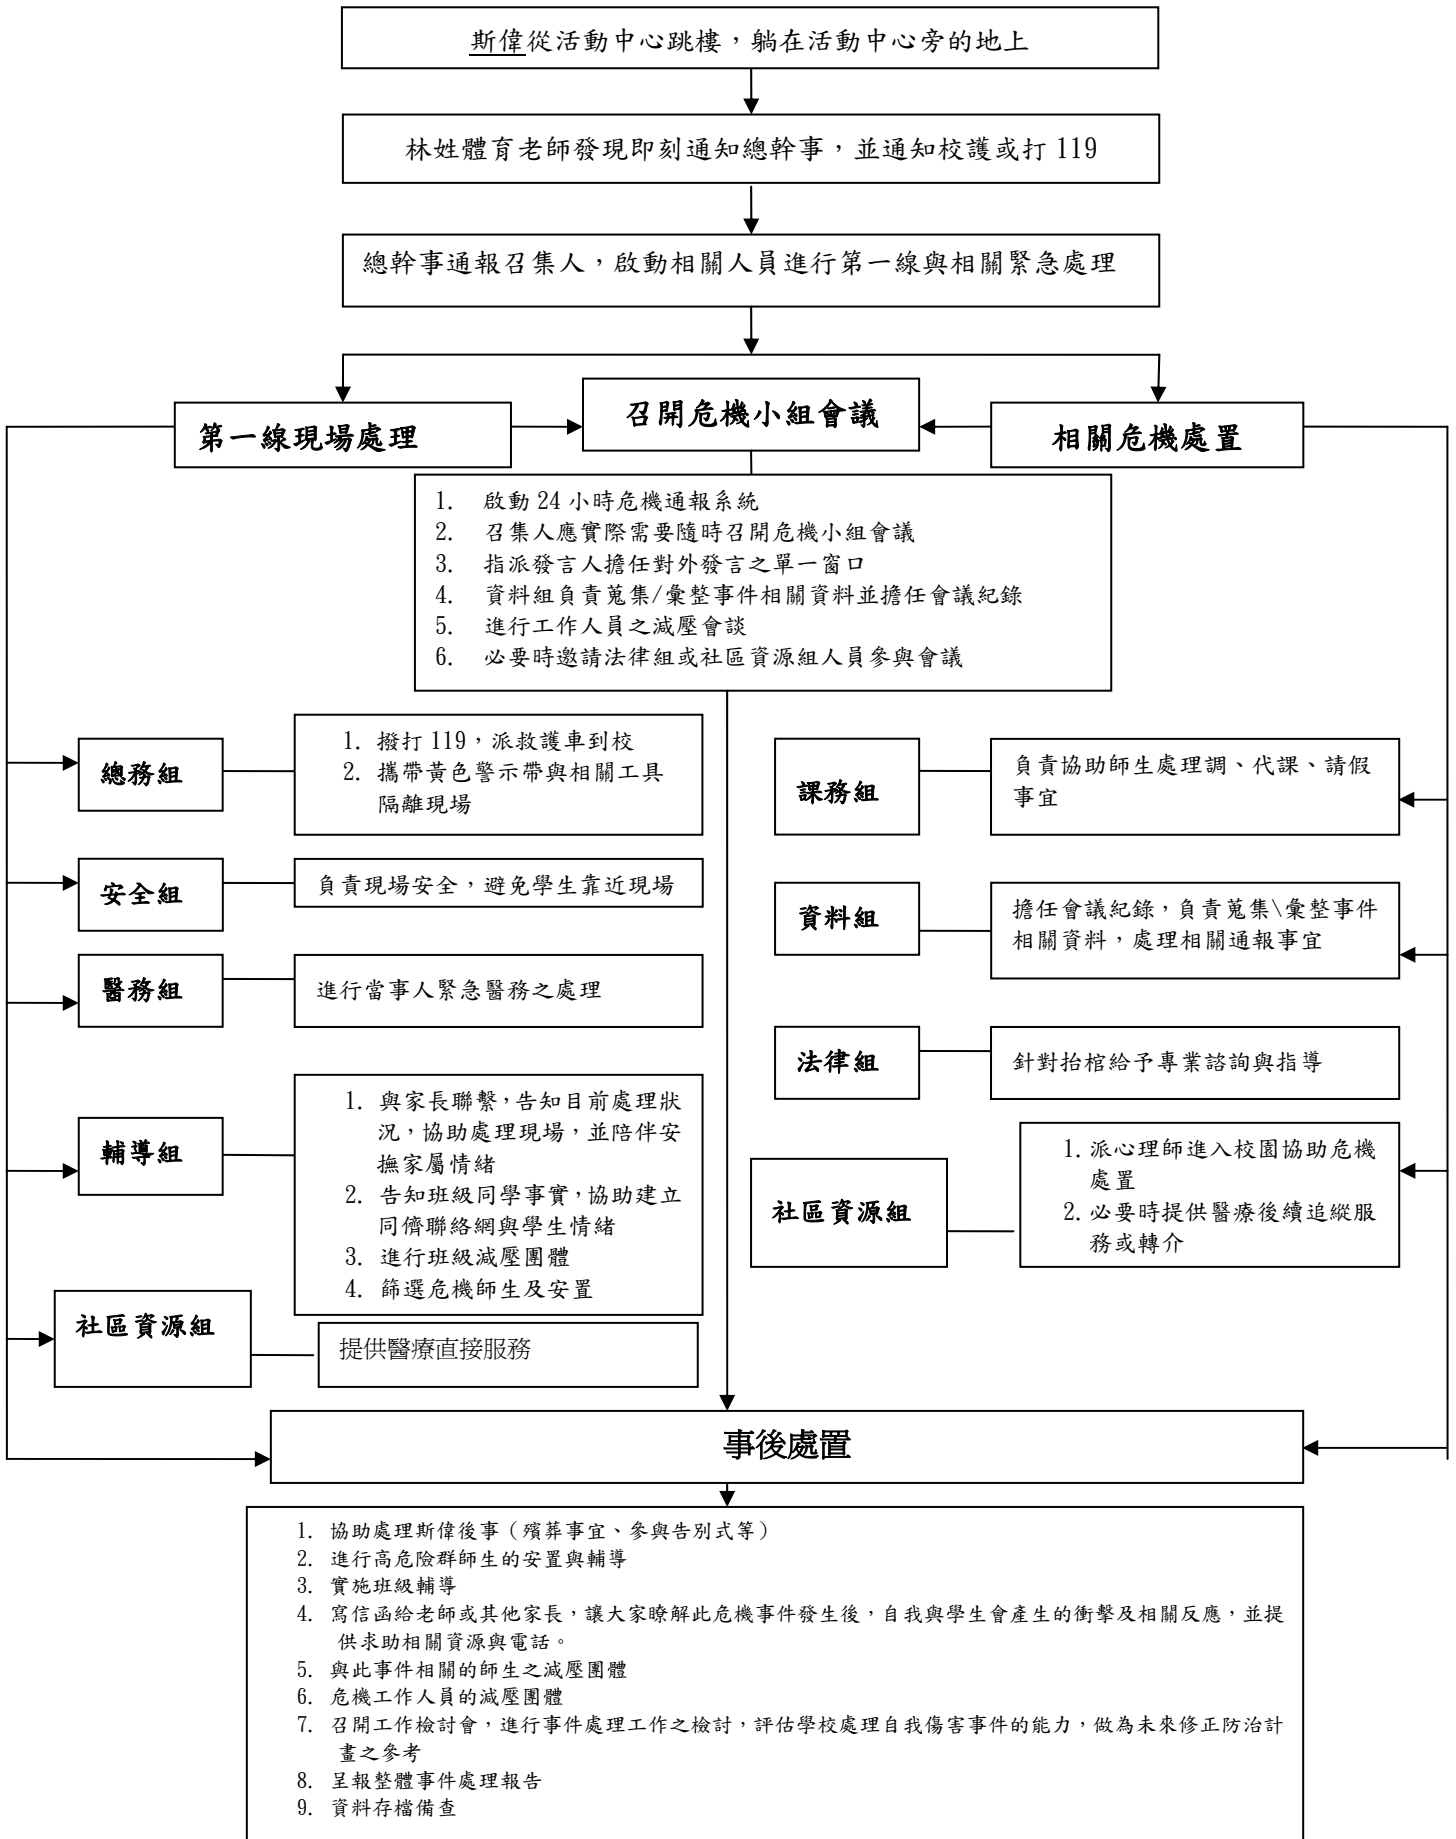 斯偉從活動中心跳樓，躺在活動中心旁的地上
林姓體育老師發現即刻通知總幹事，並通知校護或打 119
總幹事通報召集人，啟動相關人員進行第一線與相關緊急處理
第一線現場處理
召開危機小組會議
相關危機處置
1. 啟動 24 小時危機通報系統
2. 召集人應實際需要隨時召開危機小組會議
3. 指派發言人擔任對外發言之單一窗口
4. 資料組負責蒐集/彙整事件相關資料並擔任會議紀錄
5. 進行工作人員之減壓會談
6. 必要時邀請法律組或社區資源組人員參與會議
總務組
1. 撥打 119，派救護車到校
2. 攜帶黃色警示帶與相關工具
隔離現場
安全組
負責現場安全，避免學生靠近現場
醫務組
進行當事人緊急醫務之處理
輔導組
1. 與家長聯繫，告知目前處理狀
況，協助處理現場，並陪伴安
撫家屬情緒
2. 告知班級同學事實，協助建立
同儕聯絡網與學生情緒
3. 進行班級減壓團體
4. 篩選危機師生及安置
社區資源組
提供醫療直接服務
課務組
負責協助師生處理調、代課、請假
事宜
資料組
擔任會議紀錄，負責蒐集\彙整事件
相關資料，處理相關通報事宜
法律組
針對抬棺給予專業諮詢與指導
社區資源組
1. 派心理師進入校園協助危機
處置
2. 必要時提供醫療後續追縱服
務或轉介
事後處置
1. 協助處理斯偉後事（殯葬事宜、參與告別式等）
2. 進行高危險群師生的安置與輔導
3. 實施班級輔導
4. 寫信函給老師或其他家長，讓大家瞭解此危機事件發生後，自我與學生會產生的衝擊及相關反應，並提
供求助相關資源與電話。
5. 與此事件相關的師生之減壓團體
6. 危機工作人員的減壓團體
7. 召開工作檢討會，進行事件處理工作之檢討，評估學校處理自我傷害事件的能力，做為未來修正防治計
畫之參考
8. 呈報整體事件處理報告
9. 資料存檔備查